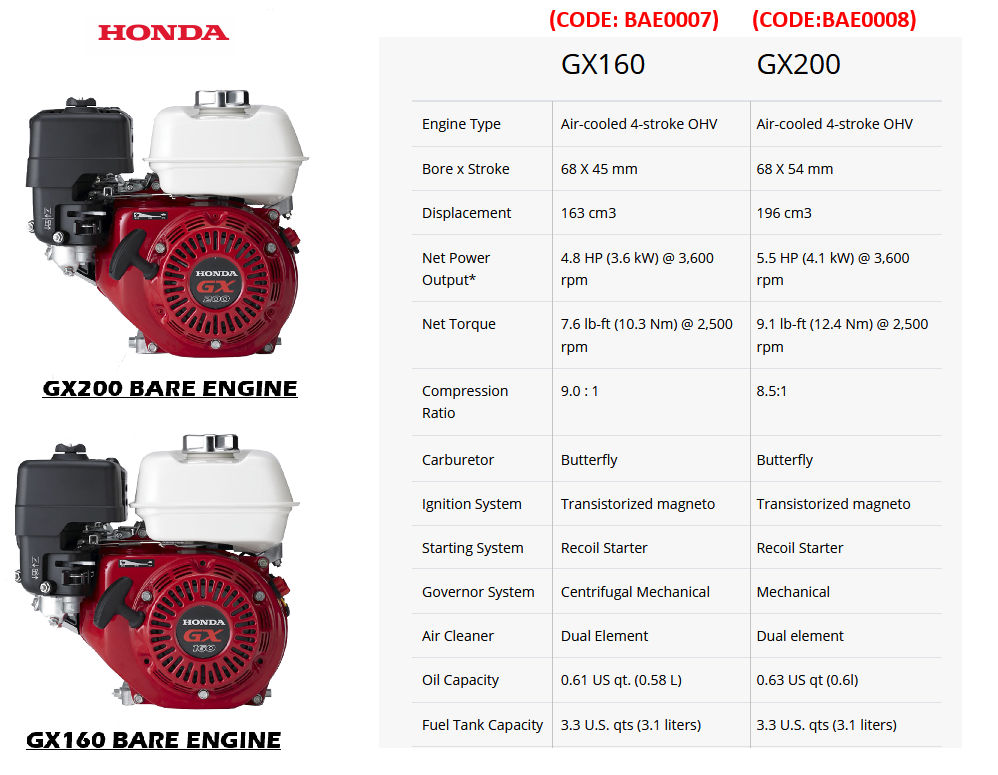 HONDA
(CODE: BAE0007) (CODE:BAE0008)
GX160 GX200
Engine Type Air-cooled 4-stroke OHV Air-cooled 4-stroke OHV
Bore x Stroke 68 X 45 mm 68 X 54 mm
Displacement 163 cm3 196 cm3
Net Power 4.8 HP (3.6 kW) @ 3,600 5.5 HP (4.1 kW) @ 3,600
Output* rpm rpm
Net Torque 7.6 lb-ft (10.3 Nm) @ 2,500 9.1 lb-ft (12.4 Nm) @ 2,500
rpm rpm
Compression 9.0 : 1 8.5:1
Ratio
Carburetor Butterfly Butterfly
Ignition System Transistorized magneto Transistorized magneto
Starting System Recoil Starter Recoil Starter
Governor System Centrifugal Mechanical Mechanical
Air Cleaner Dual Element Dual element
Oil Capacity 0.61 US qt. (0.58 L) 0.63 US qt (0.6l)
Fuel Tank Capacity 3.3 U.S. qts (3.1 liters) 3.3 U.S. qts (3.1 liters)
HONDA
GX
200
GX200 BARE ENGINE
HONDA
GX
160
GX160 BARE ENGINE